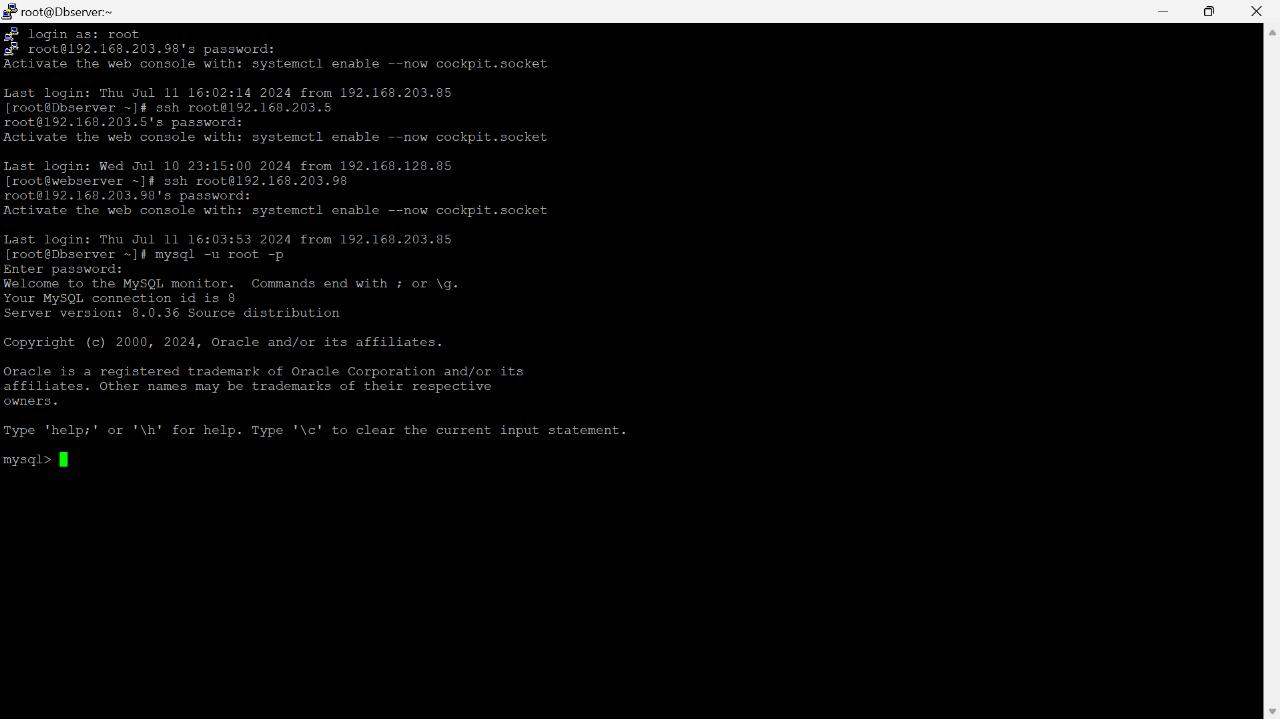 root@Dbserver:~
login as: root
root@192.168.203.98's password:
Activate the web console with: systemctl enable --now cockpit.socket
Last login: Thu Jul 11 16:02:14 2024 from 192.168.203.85
[root@Dbserver ~]# ssh root@192.168.203.5
root@192.168.203.5's password:
Activate the web console with: systemctl enable --now cockpit.socket
Last login: Wed Jul 10 23:15:00 2024 from 192.168.128.85
[root@webserver ~]# ssh root@192.168.203.98
root@192.168.203.98's password:
Activate the web console with: systemctl enable --now cockpit.socket
Last login: Thu Jul 11 16:03:53 2024 from 192.168.203.85
[root@Dbserver ~]# mysql -u root -p
Enter password:
Welcome to the MySQL monitor.  Commands end with ; or \g.
Your MySQL connection id is 8
Server version: 8.0.36 Source distribution
Copyright (c) 2000, 2024, Oracle and/or its affiliates.
Oracle is a registered trademark of Oracle Corporation and/or its
affiliates. Other names may be trademarks of their respective
owners.
Type 'help;' or '\h' for help. Type '\c' to clear the current input statement.
mysql>